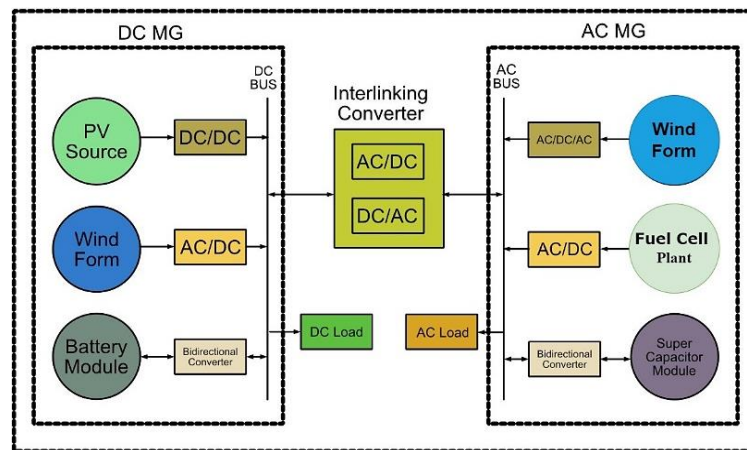 DC MG
AC MG
DC
BUS
AC
BUS
Interlinking
Converter
PV
Source
DC/DC
AC/DC
DC/AC
AC/DC/AC
Wind
Form
Wind
Form
AC/DC
AC/DC
Fuel Cell
Plant
DC Load
AC Load
Battery
Module
Bidirectional
Converter
Bidirectional
Converter
Super
Capacitor
Module